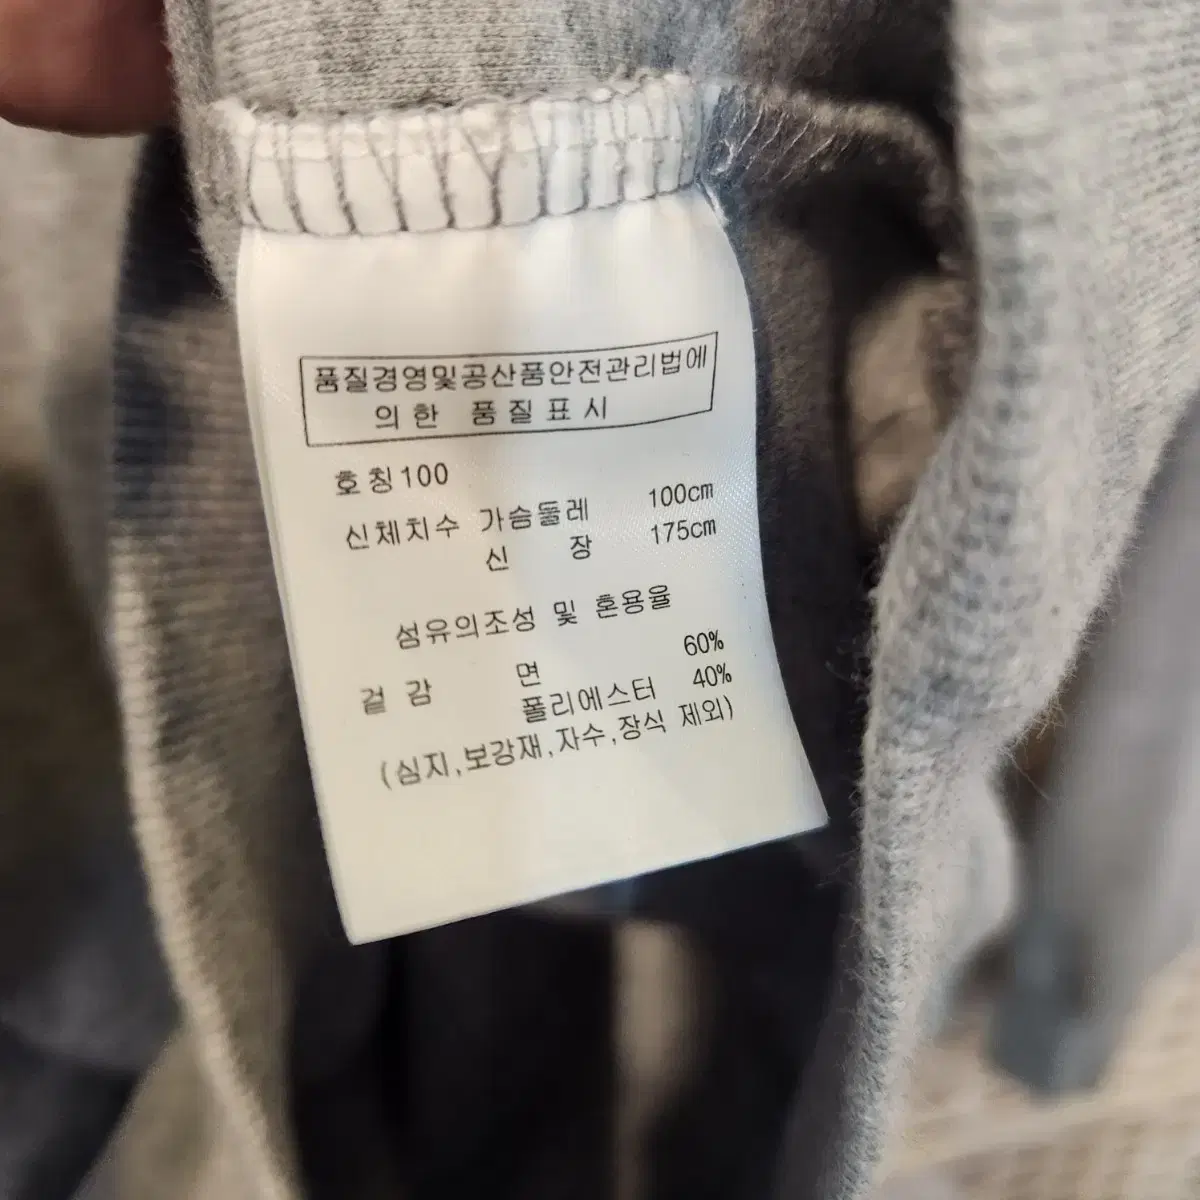 품질경영및공산품안전관리법에
의한 품질표시
호칭100
신체치수 가슴둘레 100cm
신 장 175cm
섬유의조성 및 혼용율
겉감 면 60%
폴리에스터 40%
(심지,보강재,자수,장식 제외)